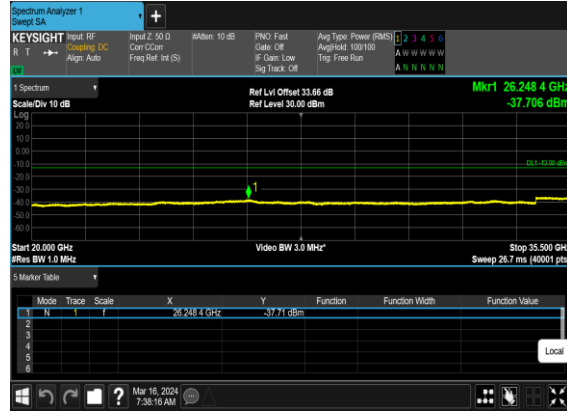 Spectrum Analyzer 1
Swept SA
+
KEYSIGHT Input: RF Input Z: 50 Ω #Atten: 10 dB PNO: Fast Avg Type: Power (RMS) 1 2 3 4 5 6
R T Coupling: DC Corr CCorr Gate: Off Avg|Hold: 100/100 A W W W W W
Align: Auto Freq Ref: Int (S) IF Gain: Low Trig: Free Run
Sig Track: Off A N N N N N
1 Spectrum
Scale/Div 10 dB
Ref Lvl Offset 33.66 dB
Ref Level 30.00 dBm
Mkr1 26.248 4 GHz
-37.706 dBm
Log
20.0
10.0
0.00
-10.0
DL1 -13.00 dBm
-20.0
-30.0
1
-40.0
-50.0
-60.0
Start 20.000 GHz Video BW 3.0 MHz* Stop 35.500 GHz
#Res BW 1.0 MHz Sweep 26.7 ms (40001 pts)
5 Marker Table
Mode Trace Scale X Y Function Function Width Function Value
1 N 1 f 26.248 4 GHz -37.71 dBm
2
3
4
5
6
Local
?
Mar 16, 2024
7:38:16 AM